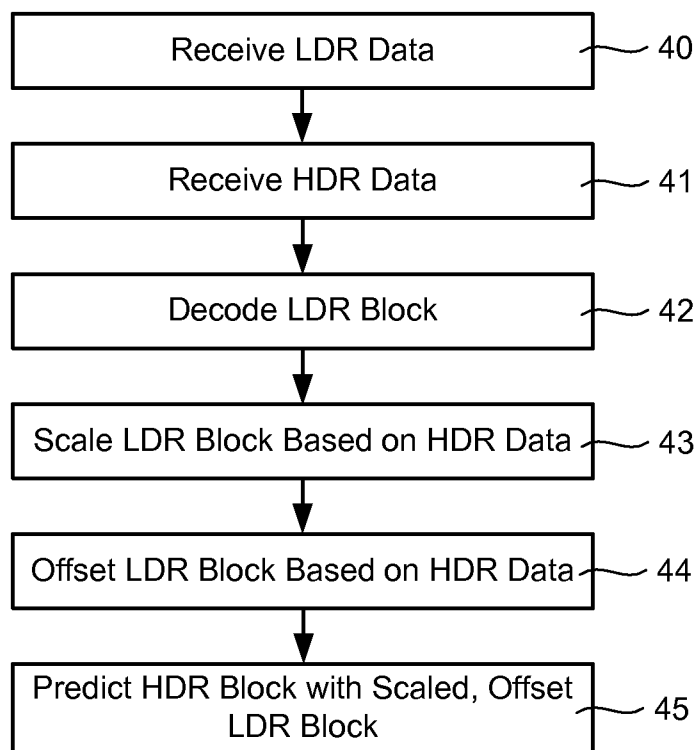 Receive LDR Data 40
Receive HDR Data 41
Decode LDR Block 42
Scale LDR Block Based on HDR Data 43
Offset LDR Block Based on HDR Data 44
Predict HDR Block with Scaled, Offset
LDR Block 45